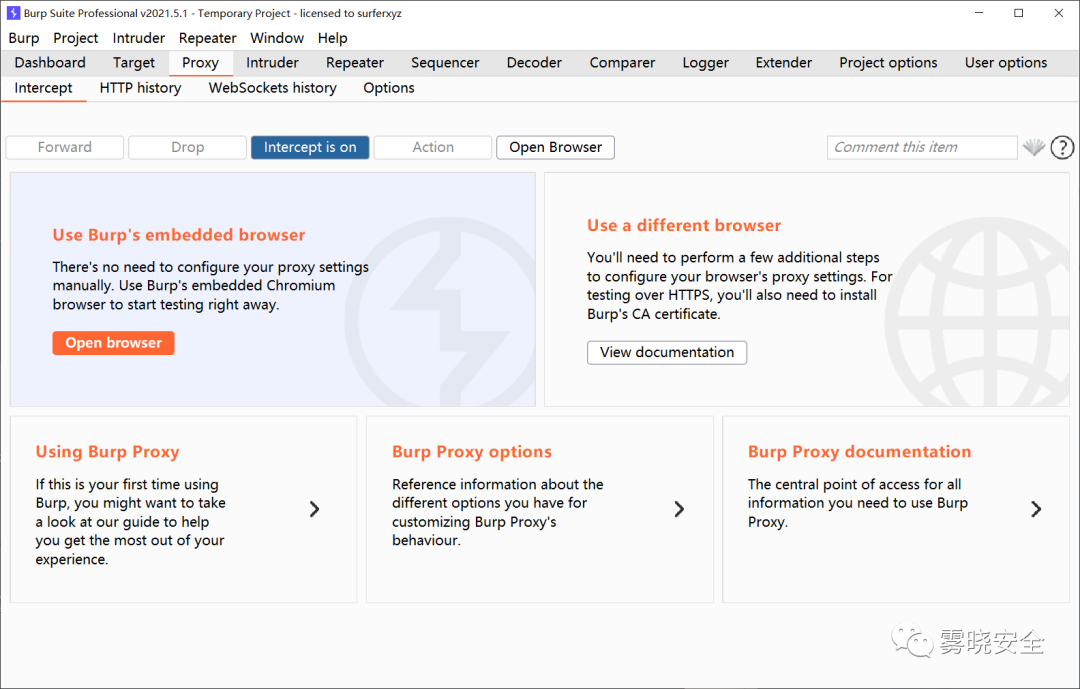 Burp Suite Professional v2021.5.1 - Temporary Project - licensed to surferxyz
Burp Project Intruder Repeater Window Help
Dashboard Target Proxy Intruder Repeater Sequencer Decoder Comparer Logger Extender Project options User options
Intercept HTTP history WebSockets history Options
Forward Drop Intercept is on Action Open Browser Comment this item ?
Use Burp's embedded browser
There's no need to configure your proxy settings
manually. Use Burp's embedded Chromium
browser to start testing right away.
Open browser
Use a different browser
You'll need to perform a few additional steps
to configure your browser's proxy settings. For
testing over HTTPS, you'll also need to install
Burp's CA certificate.
View documentation
Using Burp Proxy
If this is your first time using
Burp, you might want to take
a look at our guide to help
you get the most out of your
experience.
Burp Proxy options
Reference information about the
different options you have for
customizing Burp Proxy's
behaviour.
Burp Proxy documentation
The central point of access for all
information you need to use Burp
Proxy.
雾晓安全